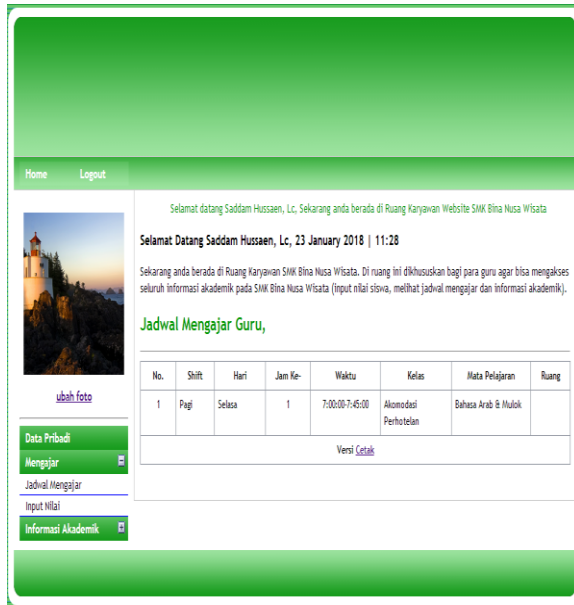 Home Logout
Selamat datang Saddam Hussaen, Lc, Sekarang anda berada di Ruang Karyawan Website SMK Bina Nusa Wisata
Selamat Datang Saddam Hussaen, Lc, 23 January 2018 | 11:28
Sekarang anda berada di Ruang Karyawan SMK Bina Nusa Wisata. Di ruang ini dikhususkan bagi para guru agar bisa mengakses
seluruh informasi akademik pada SMK Bina Nusa Wisata (input nilai siswa, melihat jadwal mengajar dan informasi akademik).
Jadwal Mengajar Guru,
No. Shift Hari Jam Ke- Waktu Kelas Mata Pelajaran Ruang
1 Pagi Selasa 1 7:00:00-7:45:00 Akomodasi Bahasa Arab & Mulok
Perhotelan
Versi Cetak
ubah foto
Data Pribadi
Mengajar
Jadwal Mengajar
Input Nilai
Informasi Akademik